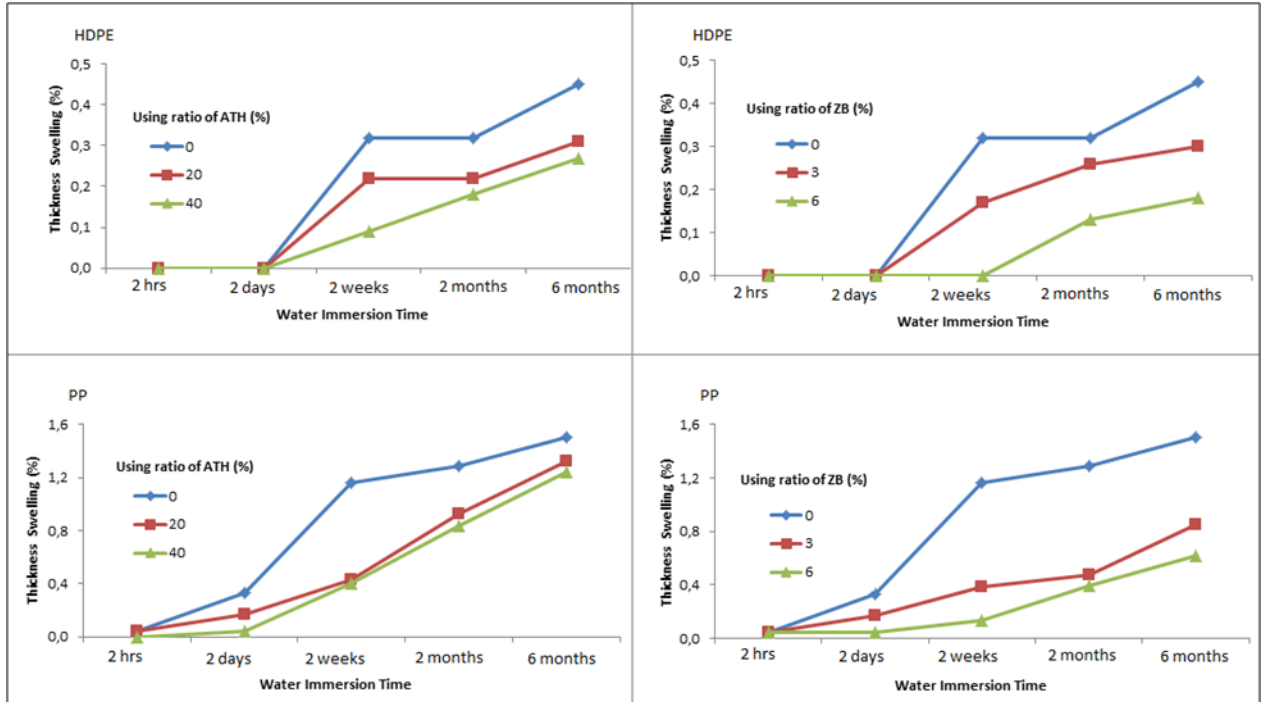 HDPE
Thickness Swelling (%)
0,5
0,4
0,3
0,2
0,1
0,0
Using ratio of ATH (%)
0
20
40
2 hrs
2 days
2 weeks
2 months
6 months
Water Immersion Time
HDPE
Thickness Swelling (%)
0,5
0,4
0,3
0,2
0,1
0,0
Using ratio of ZB (%)
0
3
6
2 hrs
2 days
2 weeks
2 months
6 months
Water Immersion Time
PP
Thickness Swelling (%)
1,6
1,2
0,8
0,4
0,0
Using ratio of ATH (%)
0
20
40
2 hrs
2 days
2 weeks
2 months
6 months
Water Immersion Time
PP
Thickness Swelling (%)
1,6
1,2
0,8
0,4
0,0
Using ratio of ZB (%)
0
3
6
2 hrs
2 days
2 weeks
2 months
6 months
Water Immersion Time